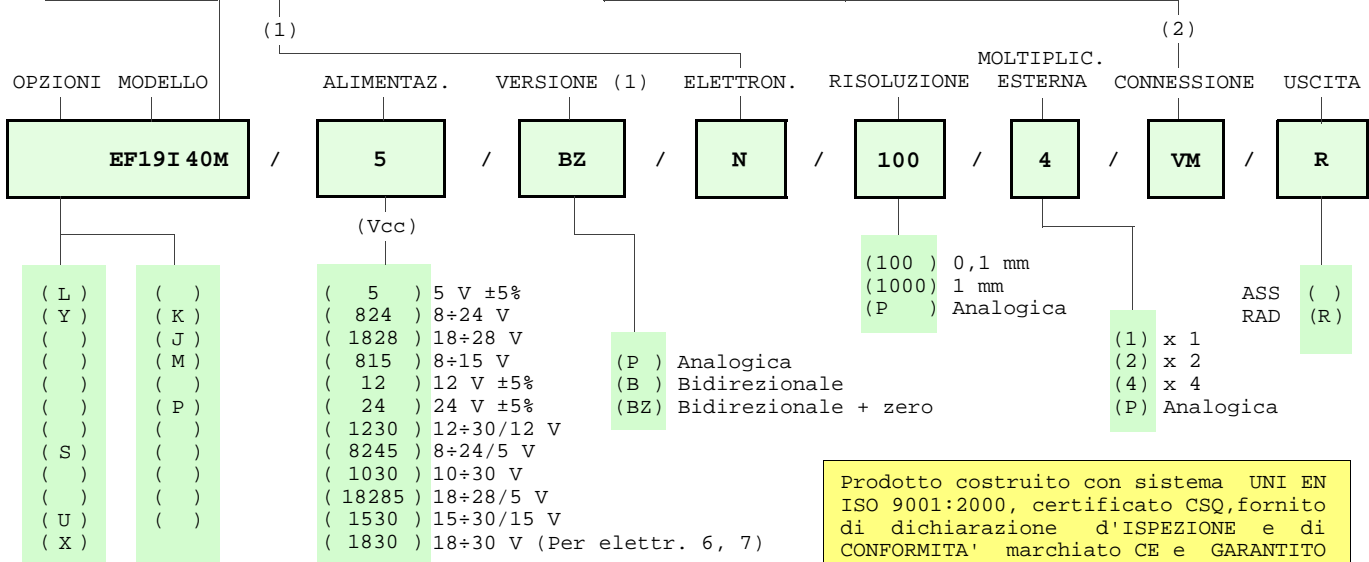 (1) (2)
MOLTIPLIC.
OPZIONI MODELLO ALIMENTAZ. VERSIONE (1) ELETTRON. RISOLUZIONE ESTERNA CONNESSIONE USCITA
EF19I40M / 5 / BZ / N / 100 / 4 / VM / R
(Vcc)
( L )
( Y )
( )
( )
( )
( )
( )
( S )
( )
( )
( U )
( X )
( )
( K )
( J )
( M )
( )
( P )
( )
( )
( )
( )
( )
( 5 ) 5 V ±5%
( 824 ) 8÷24 V
( 1828 ) 18÷28 V
( 815 ) 8÷15 V
( 12 ) 12 V ±5%
( 24 ) 24 V ±5%
( 1230 ) 12÷30/12 V
( 8245 ) 8÷24/5 V
( 1030 ) 10÷30 V
( 18285 ) 18÷28/5 V
( 1530 ) 15÷30/15 V
( 1830 ) 18÷30 V (Per elettr. 6, 7)
(P ) Analogica
(B ) Bidirezionale
(BZ) Bidirezionale + zero
(100 ) 0,1 mm
(1000) 1 mm
(P ) Analogica
(1) x 1
(2) x 2
(4) x 4
(P) Analogica
ASS ( )
RAD (R)
Prodotto costruito con sistema UNI EN
ISO 9001:2000, certificato CSQ,fornito
di dichiarazione d'ISPEZIONE e di
CONFORMITA' marchiato CE e GARANTITO